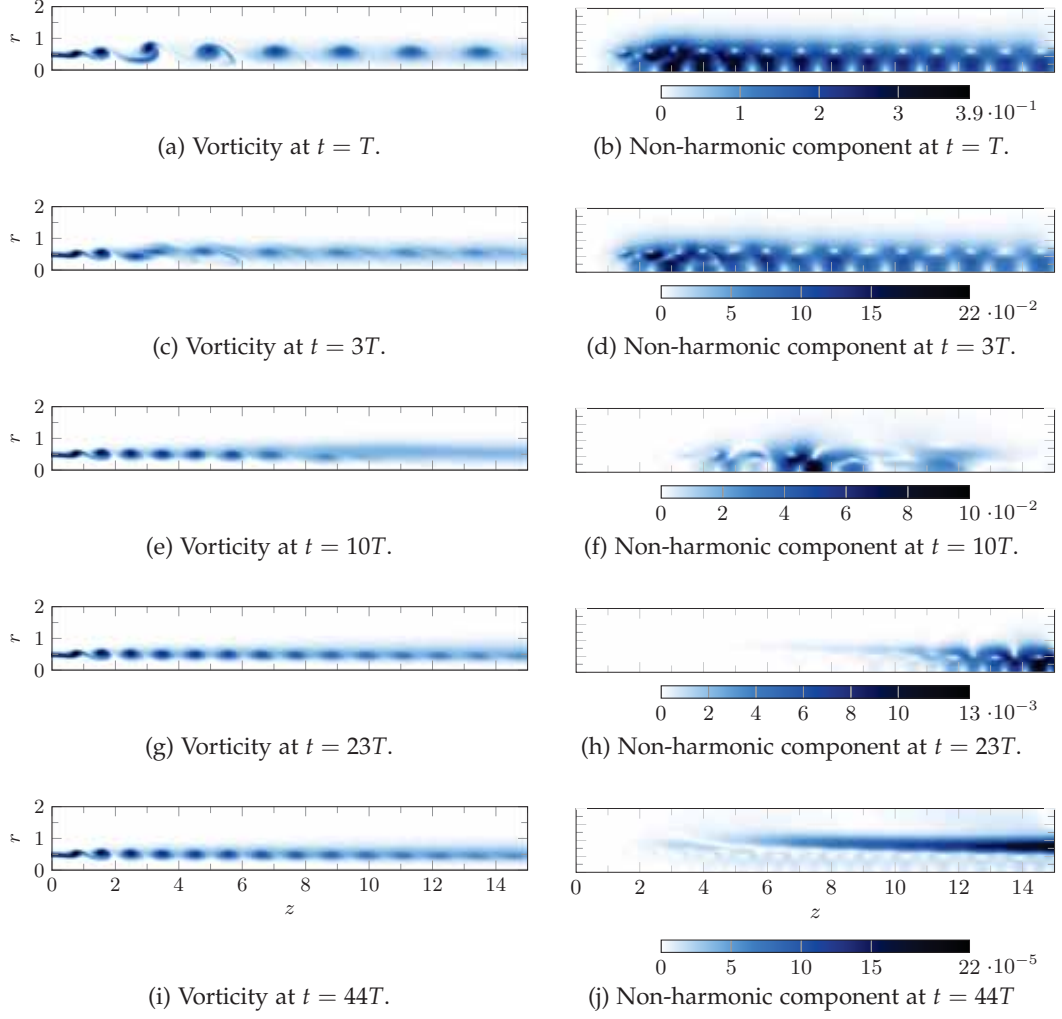 r
2
1
0
0 1 2 3 3.9 ·10−1
(a) Vorticity at t = T.
(b) Non-harmonic component at t = T.
r
2
1
0
0 5 10 15 22 ·10−2
(c) Vorticity at t = 3T.
(d) Non-harmonic component at t = 3T.
r
2
1
0
0 2 4 6 8 10 ·10−2
(e) Vorticity at t = 10T.
(f) Non-harmonic component at t = 10T.
r
2
1
0
0 2 4 6 8 10 13 ·10−3
(g) Vorticity at t = 23T.
(h) Non-harmonic component at t = 23T.
r
2
1
0
0 2 4 6 8 10 12 14
z
0 2 4 6 8 10 12 14
z
0 5 10 15 22 ·10−5
(i) Vorticity at t = 44T.
(j) Non-harmonic component at t = 44T